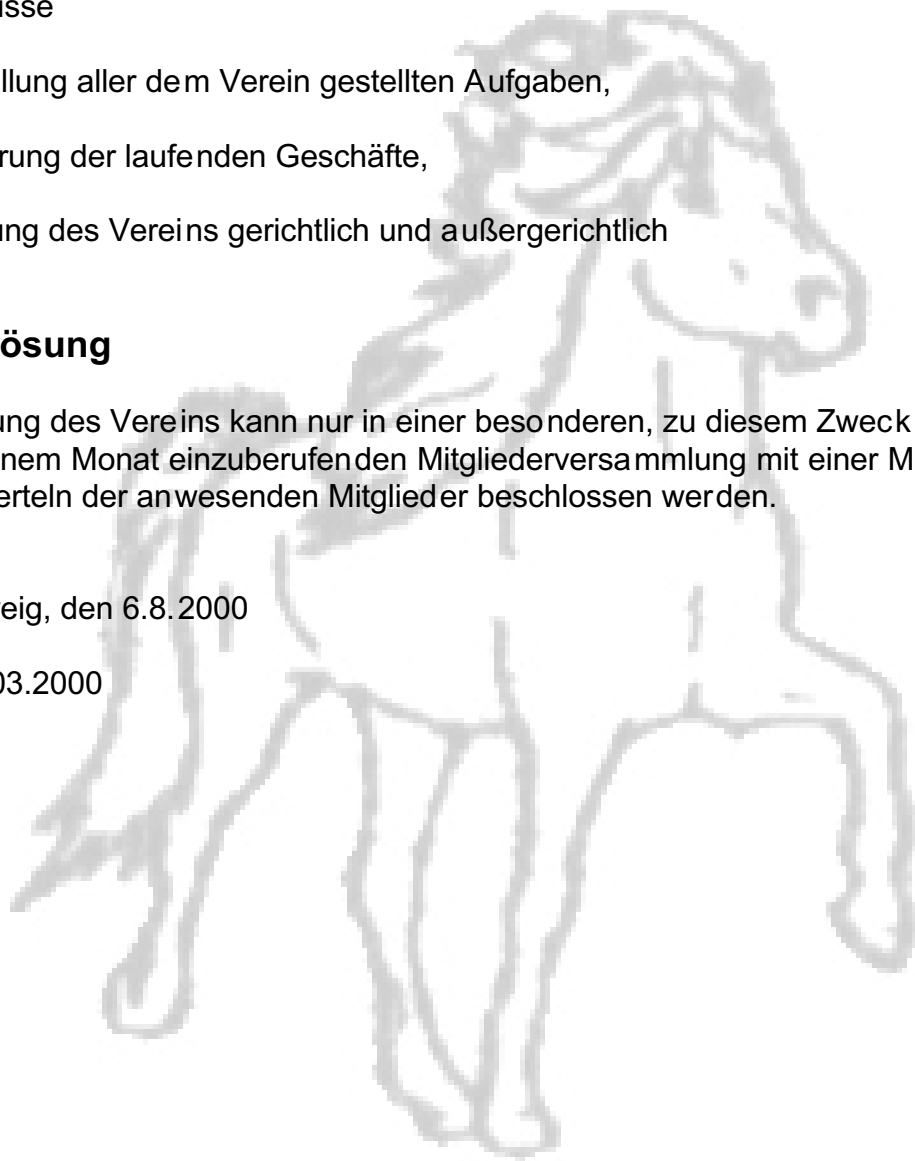 usse
llung aller dem Verein gestellten Aufgaben,
rung der laufenden Geschäfte,
ung des Vereins gerichtlich und außergerichtlich
ösung
ung des Vereins kann nur in einer besonderen, zu diesem Zweck
nem Monat einzuberufenden Mitgliederversammlung mit einer M
erteln der anwesenden Mitglieder beschlossen werden.
eig, den 6.8.2000
03.2000